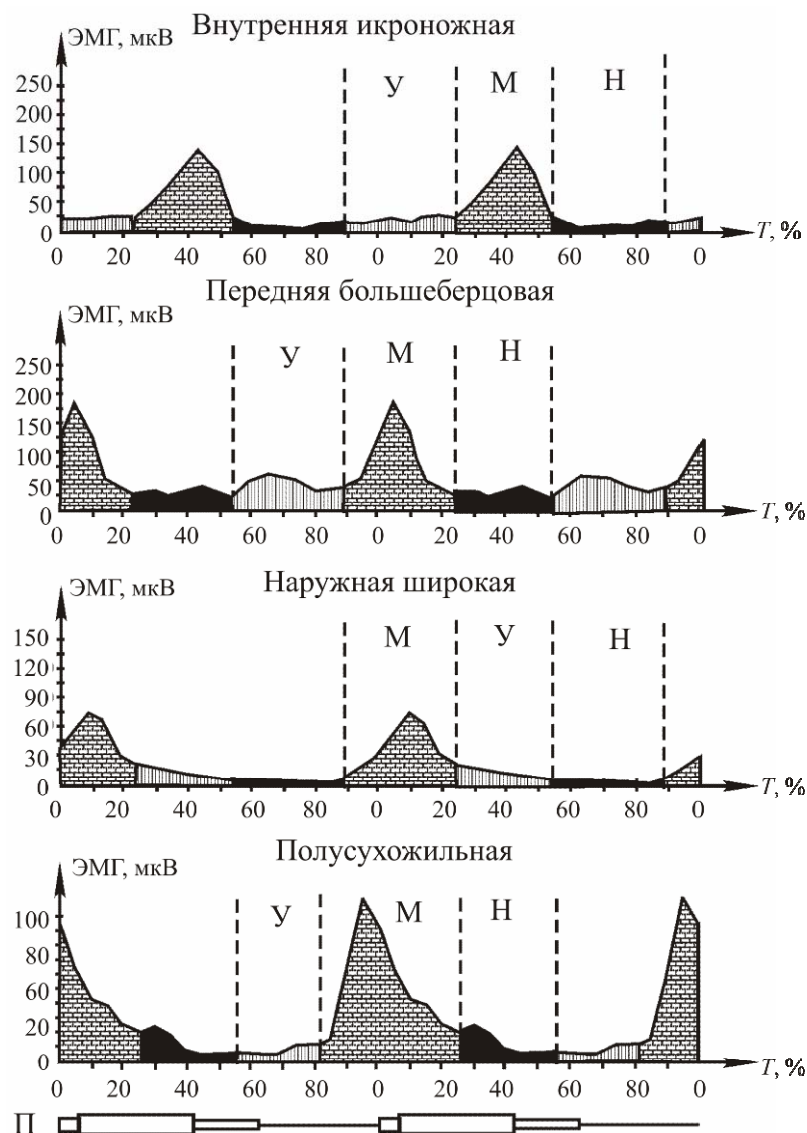 Внутренняя икроножная
ЭМГ, мкВ
У М Н
250
200
150
100
50
0
0 20 40 60 80 0 20 40 60 80 0 T, %
Передняя большеберцовая
ЭМГ, мкВ
У М Н
250
200
150
100
50
0
0 20 40 60 80 0 20 40 60 80 0 T, %
Наружная широкая
ЭМГ, мкВ
М У Н
150
120
90
60
30
0
0 20 40 60 80 0 20 40 60 80 0 T, %
Полусухожильная
ЭМГ, мкВ
У М Н
100
80
60
20
0
0 20 40 60 80 0 20 40 60 80 0 T, %
П